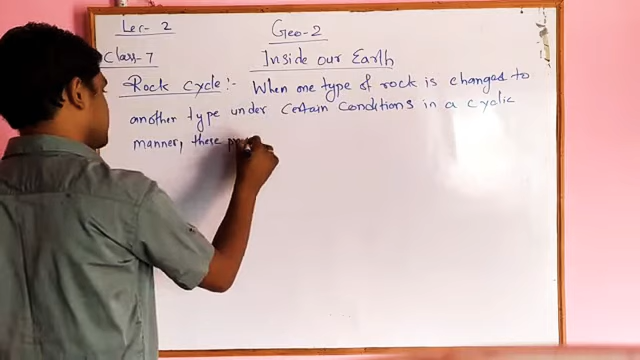 Lec-2
Geo-2
Class-7
Inside our Earth
Rock cycle:- When one type of rock is changed to
another type under certain conditions in a cyclic
manner, these